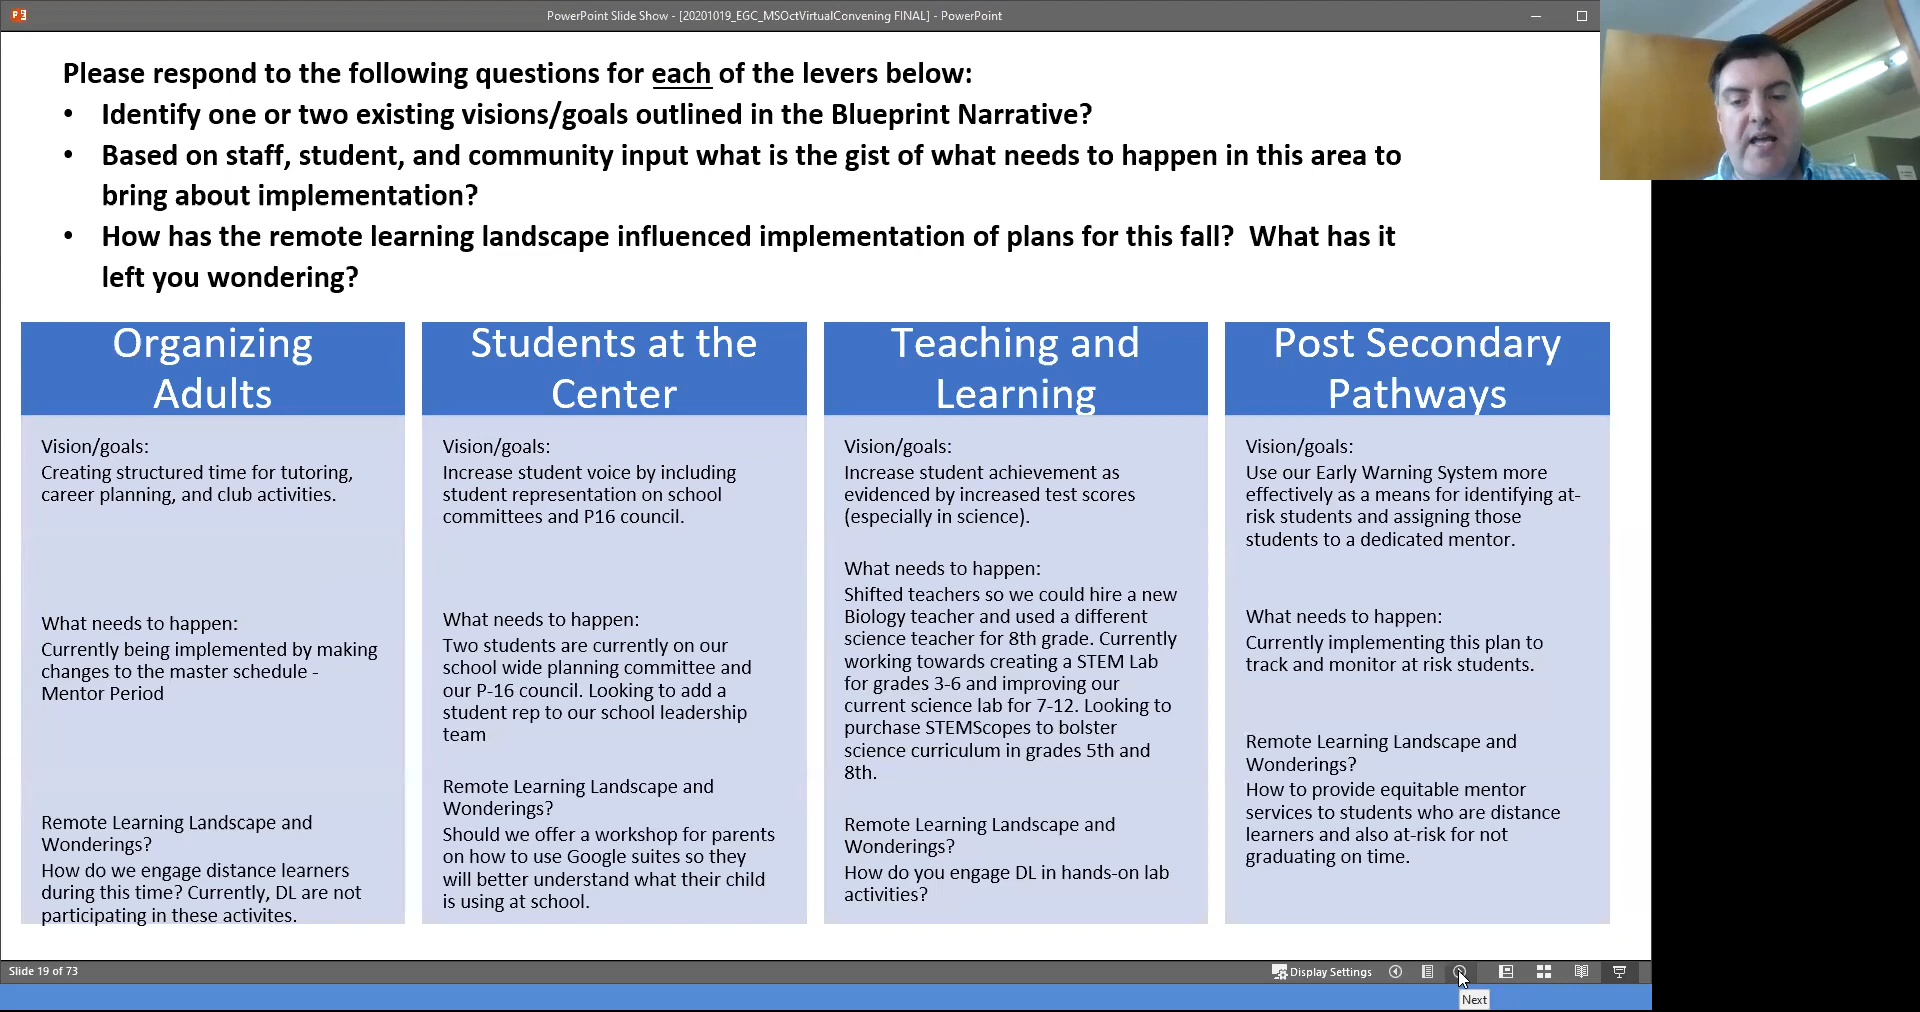 PowerPoint Slide Show - [20201019_EGC_MSOctVirtualConvening FINAL] - PowerPoint
Please respond to the following questions for each of the levers below:
• Identify one or two existing visions/goals outlined in the Blueprint Narrative?
• Based on staff, student, and community input what is the gist of what needs to happen in this area to
bring about implementation?
• How has the remote learning landscape influenced implementation of plans for this fall?  What has it
left you wondering?
Organizing
Adults
Vision/goals:
Creating structured time for tutoring,
career planning, and club activities.
What needs to happen:
Currently being implemented by making
changes to the master schedule -
Mentor Period
Remote Learning Landscape and
Wonderings?
How do we engage distance learners
during this time? Currently, DL are not
participating in these activites.
Students at the
Center
Vision/goals:
Increase student voice by including
student representation on school
committees and P16 council.
What needs to happen:
Two students are currently on our
school wide planning committee and
our P-16 council. Looking to add a
student rep to our school leadership
team
Remote Learning Landscape and
Wonderings?
Should we offer a workshop for parents
on how to use Google suites so they
will better understand what their child
is using at school.
Teaching and
Learning
Vision/goals:
Increase student achievement as
evidenced by increased test scores
(especially in science).
What needs to happen:
Shifted teachers so we could hire a new
Biology teacher and used a different
science teacher for 8th grade. Currently
working towards creating a STEM Lab
for grades 3-6 and improving our
current science lab for 7-12. Looking to
purchase STEMScopes to bolster
science curriculum in grades 5th and
8th.
Remote Learning Landscape and
Wonderings?
How do you engage DL in hands-on lab
activities?
Post Secondary
Pathways
Vision/goals:
Use our Early Warning System more
effectively as a means for identifying at-
risk students and assigning those
students to a dedicated mentor.
What needs to happen:
Currently implementing this plan to
track and monitor at risk students.
Remote Learning Landscape and
Wonderings?
How to provide equitable mentor
services to students who are distance
learners and also at-risk for not
graduating on time.
Slide 19 of 73
Display Settings
Next